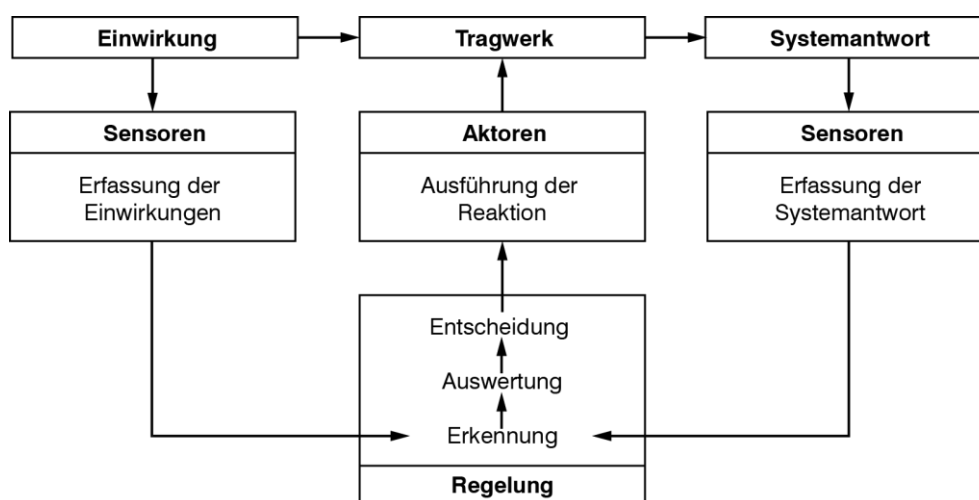 Einwirkung
Tragwerk
Systemantwort
Sensoren
Erfassung der
Einwirkungen
Aktoren
Ausführung der
Reaktion
Sensoren
Erfassung der
Systemantwort
Entscheidung
Auswertung
Erkennung
Regelung